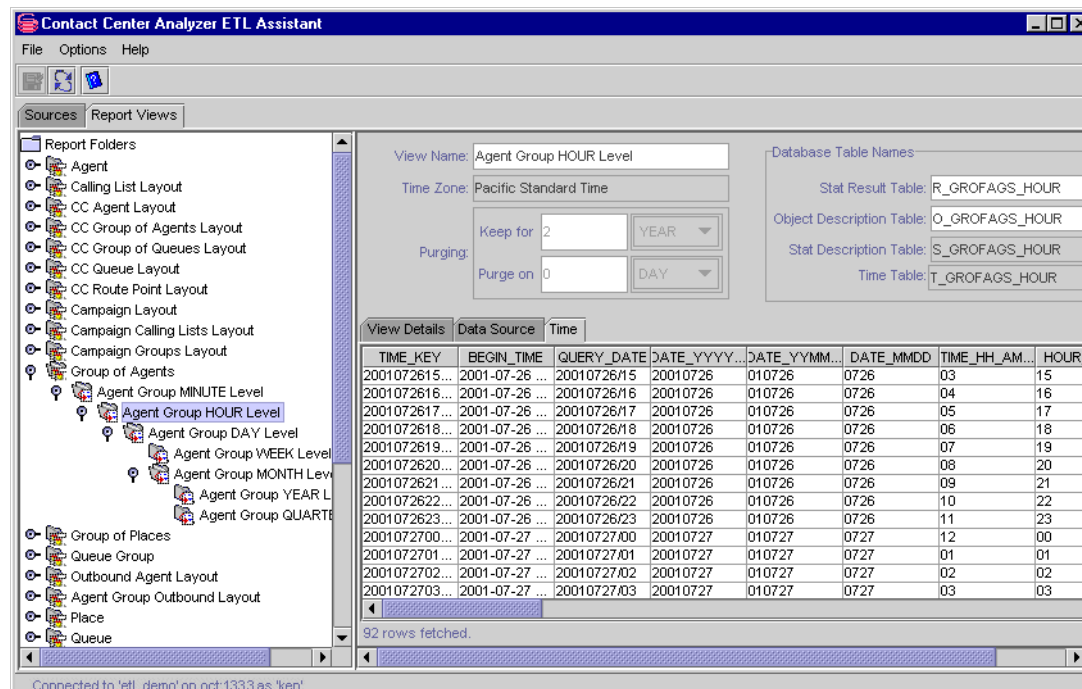 Contact Center Analyzer ETL Assistant
File Options Help
Sources Report Views
Report Folders
Agent
Calling List Layout
CC Agent Layout
CC Group of Agents Layout
CC Group of Queues Layout
CC Queue Layout
CC Route Point Layout
Campaign Layout
Campaign Calling Lists Layout
Campaign Groups Layout
Group of Agents
Agent Group MINUTE Level
Agent Group HOUR Level
Agent Group DAY Level
Agent Group WEEK Level
Agent Group MONTH Lev
Agent Group YEAR L
Agent Group QUARTE
Group of Places
Queue Group
Outbound Agent Layout
Agent Group Outbound Layout
Place
Queue
View Name: Agent Group HOUR Level
Time Zone: Pacific Standard Time
Purging:
Keep for 2 YEAR
Purge on 0 DAY
Database Table Names
Stat Result Table: R_GROFAGS_HOUR
Object Description Table: O_GROFAGS_HOUR
Stat Description Table: S_GROFAGS_HOUR
Time Table: T_GROFAGS_HOUR
View Details Data Source Time
TIME_KEY BEGIN_TIME QUERY_DATE DATE_YYYY... DATE_YYMM... DATE_MMDD TIME_HH_AM... HOUR
2001072615... 2001-07-26 ... 20010726/15 20010726 010726 0726 03 15
2001072616... 2001-07-26 ... 20010726/16 20010726 010726 0726 04 16
2001072617... 2001-07-26 ... 20010726/17 20010726 010726 0726 05 17
2001072618... 2001-07-26 ... 20010726/18 20010726 010726 0726 06 18
2001072619... 2001-07-26 ... 20010726/19 20010726 010726 0726 07 19
2001072620... 2001-07-26 ... 20010726/20 20010726 010726 0726 08 20
2001072621... 2001-07-26 ... 20010726/21 20010726 010726 0726 09 21
2001072622... 2001-07-26 ... 20010726/22 20010726 010726 0726 10 22
2001072623... 2001-07-26 ... 20010726/23 20010726 010726 0726 11 23
2001072700... 2001-07-27 ... 20010727/00 20010727 010727 0727 12 00
2001072701... 2001-07-27 ... 20010727/01 20010727 010727 0727 01 01
2001072702... 2001-07-27 ... 20010727/02 20010727 010727 0727 02 02
2001072703... 2001-07-27 ... 20010727/03 20010727 010727 0727 03 03
92 rows fetched.
Connected to 'etl_demo' on oct:1333 as 'ken'